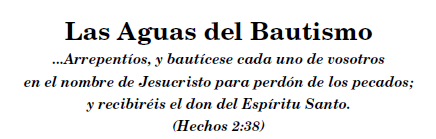 Las Aguas del Bautismo
...Arrepentíos, y bautícese cada uno de vosotros
en el nombre de Jesucristo para perdón de los pecados;
y recibiréis el don del Espíritu Santo.
(Hechos 2:38)